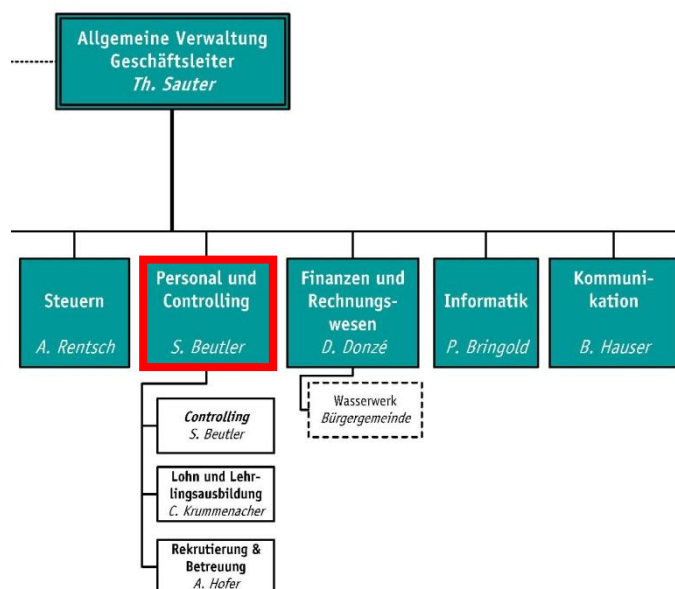 Allgemeine Verwaltung
Geschäftsleiter
Th. Sauter
Steuern
A. Rentsch
Personal und
Controlling
S. Beutler
Finanzen und
Rechnungs-
wesen
D. Donzé
Informatik
P. Bringold
Kommuni-
kation
B. Hauser
Controlling
S. Beutler
Lohn und Lehr-
lingsausbildung
C. Krummenacher
Rekrutierung &
Betreuung
A. Hofer
Wasserwerk
Bürgergemeinde